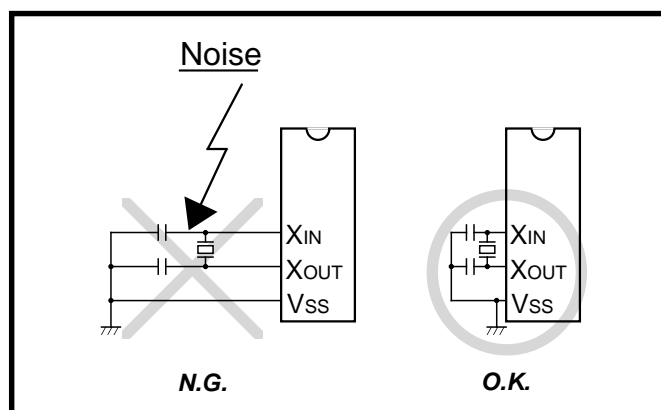 Noise
XIN
XOUT
VSS
XIN
XOUT
VSS
N.G.
O.K.